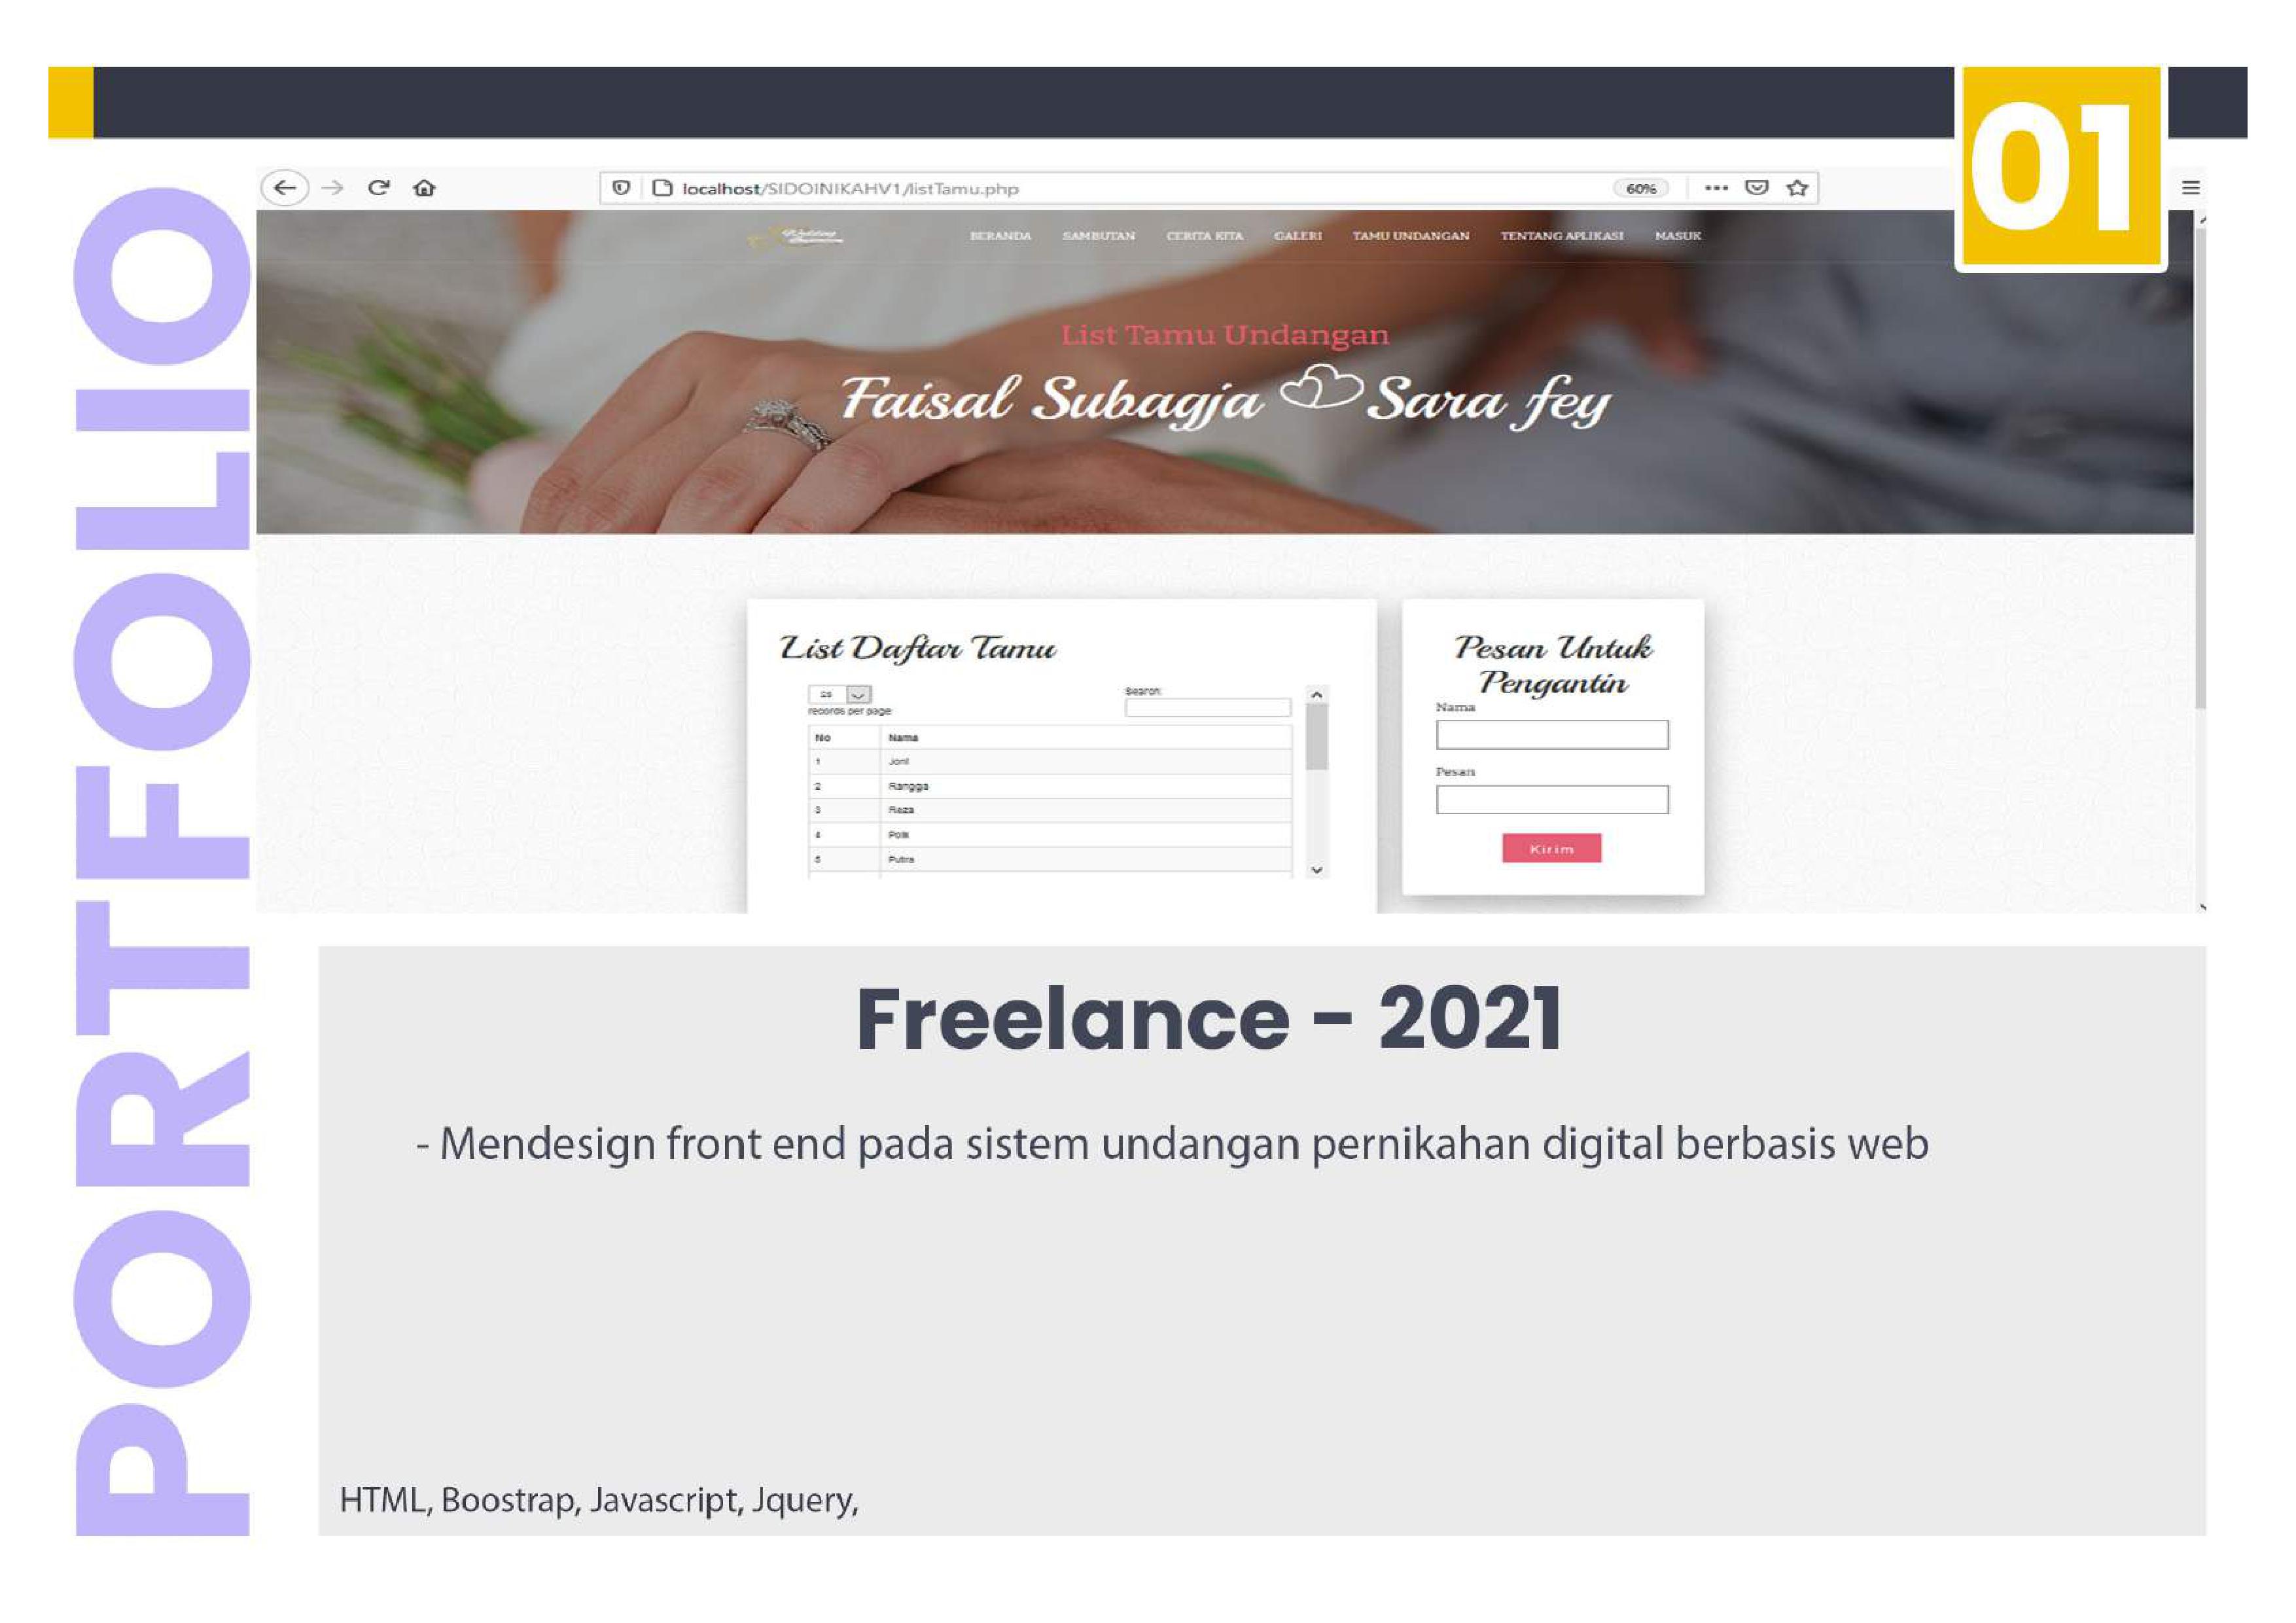 01
PORTFOLIO
localhost/SIDOINIKAHV1/listTamu.php
60%
Wedding
BERANDA SAMBUTAN CERITA KITA GALERI TAMU UNDANGAN TENTANG APLIKASI MASUK
List Tamu Undangan
Faisal Subagja Sara fey
List Daftar Tamu
25
records per page
Search:
No Nama
1 Joni
2 Rangga
3 Reza
4
5 Putra
Pesan Untuk
Pengantin
Nama
Pesan
Kirim
Freelance - 2021
- Mendesign front end pada sistem undangan pernikahan digital berbasis web
HTML, Boostrap, Javascript, Jquery,